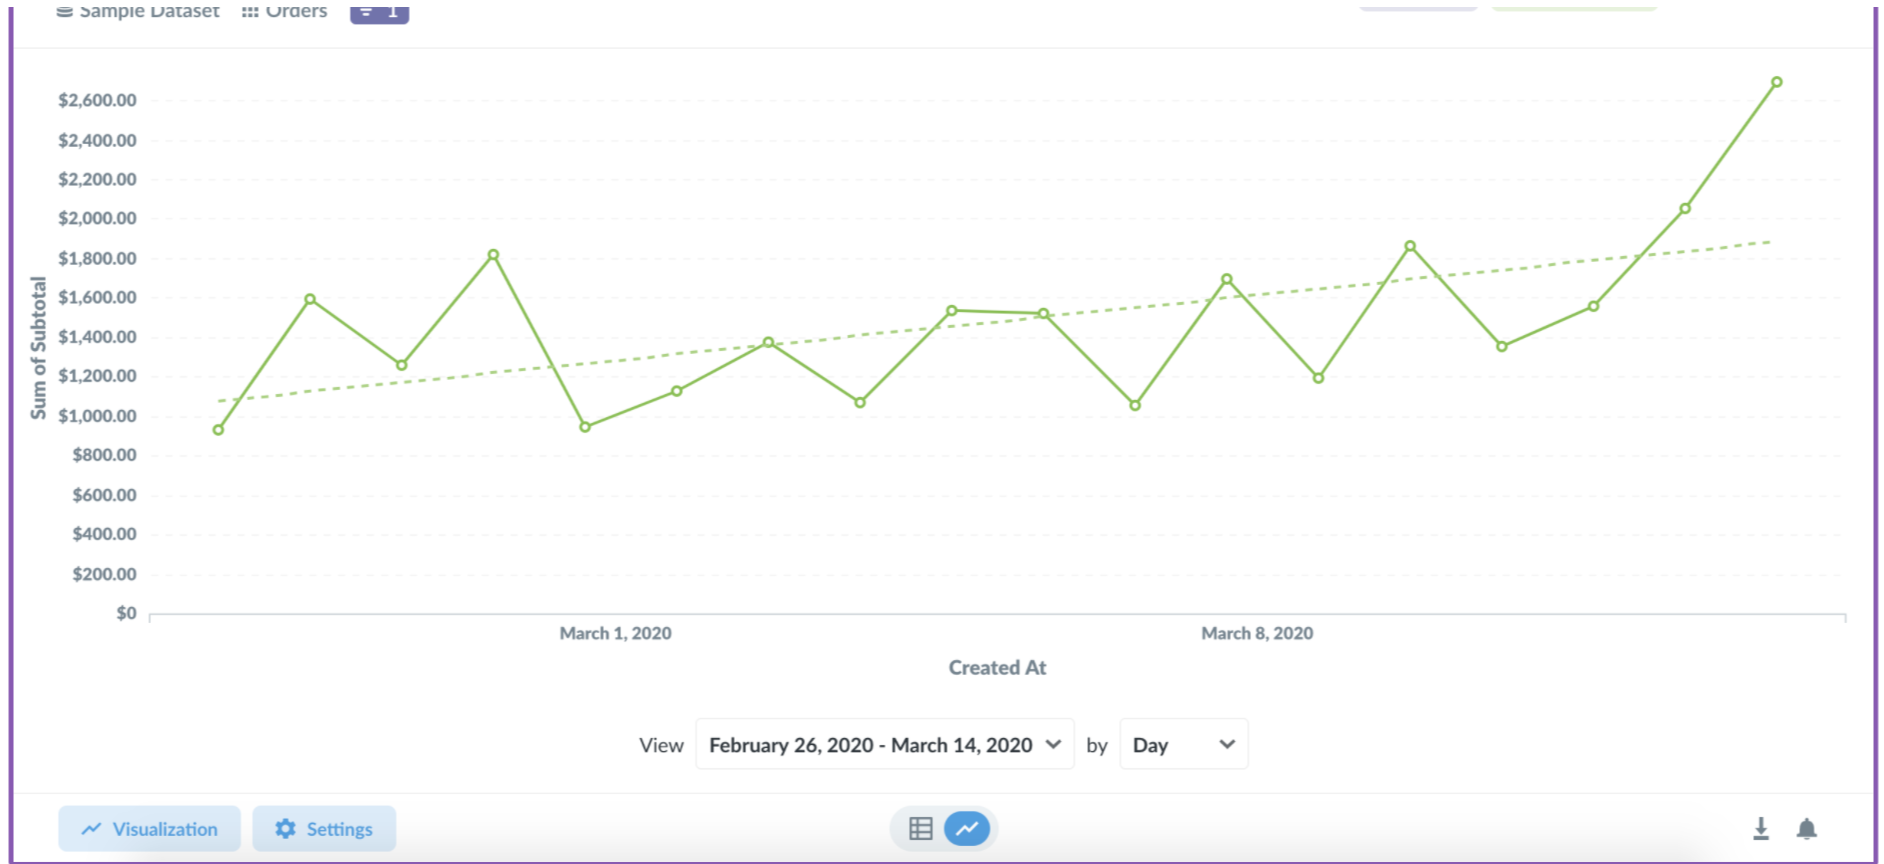 Sample Dataset Orders 1
$2,600.00
$2,400.00
$2,200.00
$2,000.00
$1,800.00
$1,600.00
$1,400.00
$1,200.00
$1,000.00
$800.00
$600.00
$400.00
$200.00
$0
Sum of Subtotal
March 1, 2020 March 8, 2020
Created At
View February 26, 2020 - March 14, 2020 by Day
Visualization Settings